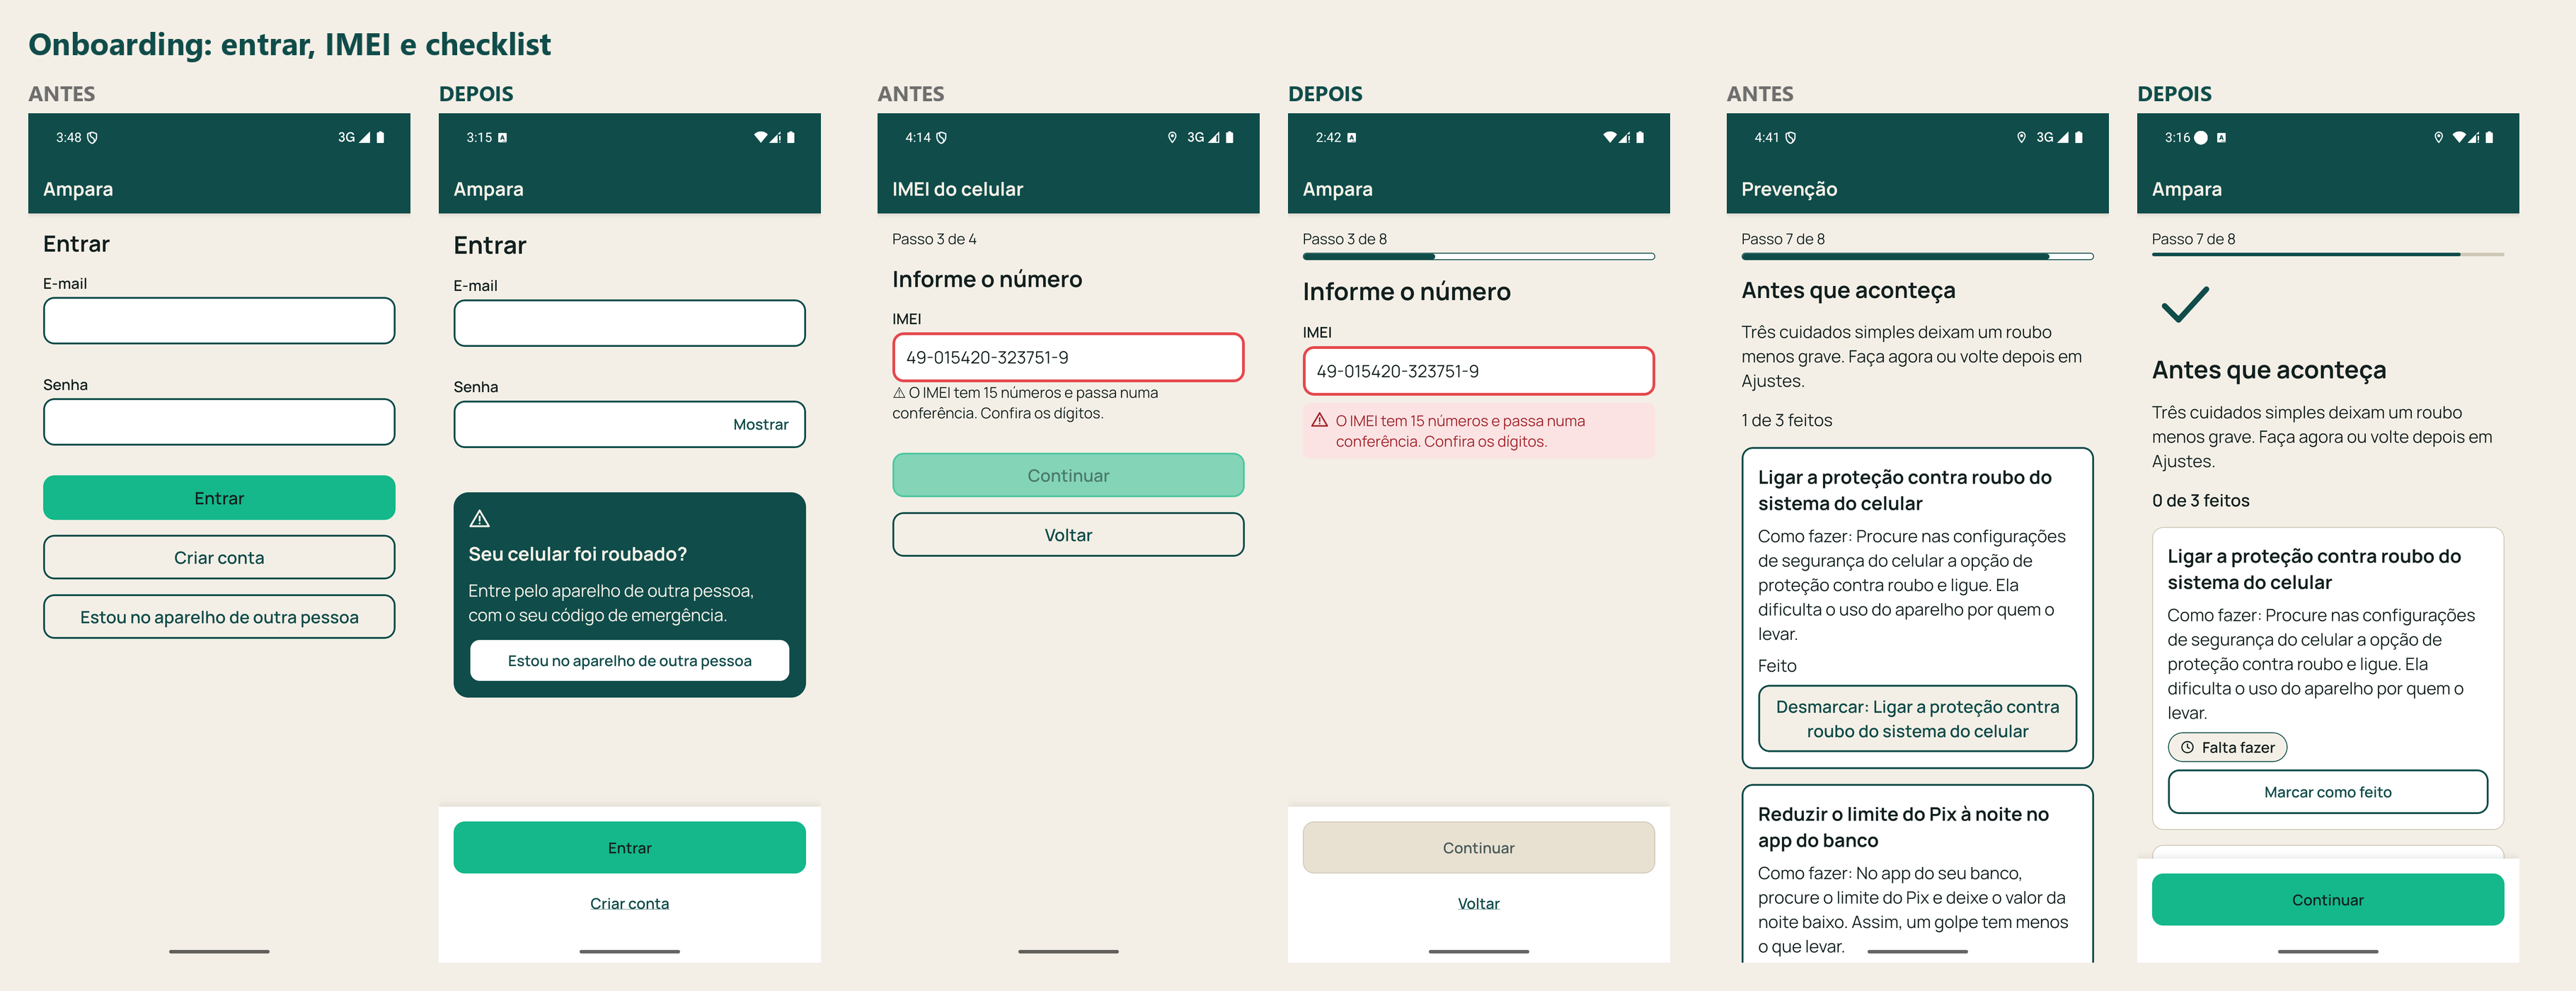 Onboarding: entrar, IMEI e checklist
ANTES
3:48
3G
Ampara
Entrar
E-mail
Senha
Entrar
Criar conta
Estou no aparelho de outra pessoa
DEPOIS
3:15
Ampara
Entrar
E-mail
Senha
Mostrar
Seu celular foi roubado?
Entre pelo aparelho de outra pessoa,
com o seu código de emergência.
Estou no aparelho de outra pessoa
Entrar
Criar conta
ANTES
4:14
3G
IMEI do celular
Passo 3 de 4
Informe o número
IMEI
49-015420-323751-9
⚠ O IMEI tem 15 números e passa numa
conferência. Confira os dígitos.
Continuar
Voltar
DEPOIS
2:42
Ampara
Passo 3 de 8
Informe o número
IMEI
49-015420-323751-9
O IMEI tem 15 números e passa numa
conferência. Confira os dígitos.
Continuar
Voltar
ANTES
4:41
3G
Prevenção
Passo 7 de 8
Antes que aconteça
Três cuidados simples deixam um roubo
menos grave. Faça agora ou volte depois em
Ajustes.
1 de 3 feitos
Ligar a proteção contra roubo do
sistema do celular
Como fazer: Procure nas configurações
de segurança do celular a opção de
proteção contra roubo e ligue. Ela
dificulta o uso do aparelho por quem o
levar.
Feito
Desmarcar: Ligar a proteção contra
roubo do sistema do celular
Reduzir o limite do Pix à noite no
app do banco
Como fazer: No app do seu banco,
procure o limite do Pix e deixe o valor da
noite baixo. Assim, um golpe tem menos
o que levar.
DEPOIS
3:16
Ampara
Passo 7 de 8
Antes que aconteça
Três cuidados simples deixam um roubo
menos grave. Faça agora ou volte depois em
Ajustes.
0 de 3 feitos
Ligar a proteção contra roubo do
sistema do celular
Como fazer: Procure nas configurações
de segurança do celular a opção de
proteção contra roubo e ligue. Ela
dificulta o uso do aparelho por quem o
levar.
Falta fazer
Marcar como feito
Continuar